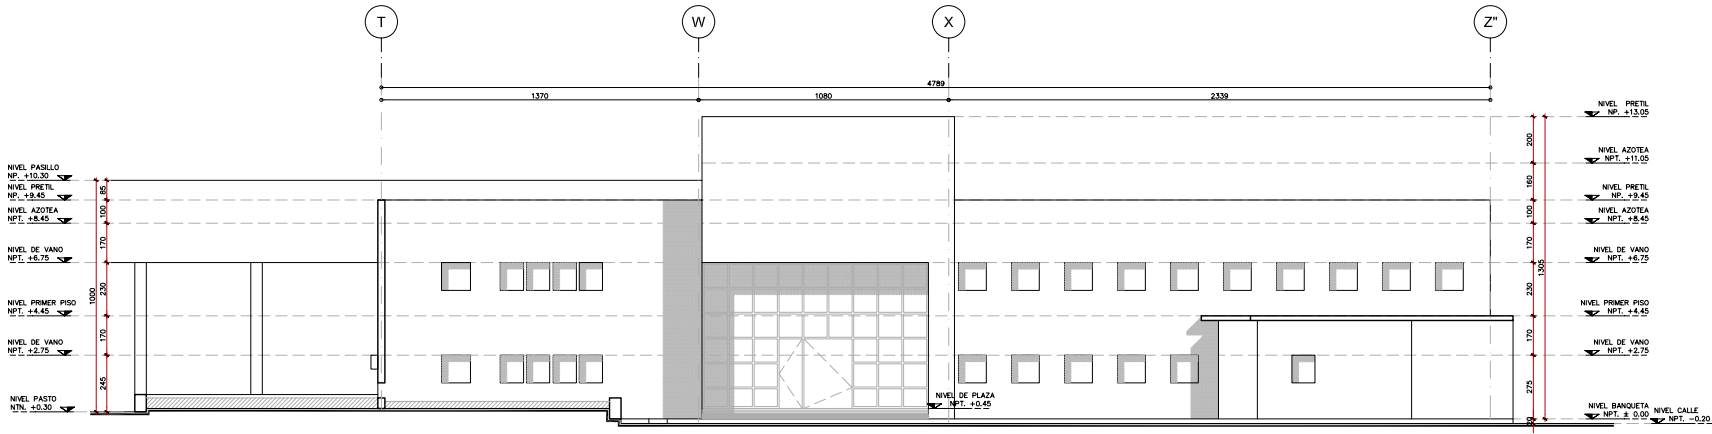 T
W
X
Z"
4789
1370
1080
2339
NIVEL PASILLO
NP. +10.30
NIVEL PRETIL
NP. +9.45
NIVEL AZOTEA
NPT. +8.45
NIVEL DE VANO
NPT. +6.75
NIVEL PRIMER PISO
NPT. +4.45
NIVEL DE VANO
NPT. +2.75
NIVEL PASTO
NTN. +0.30
1000
85
100
170
230
170
245
NIVEL DE PLAZA
NPT. +0.45
200
160
100
170
230
170
275
20
1305
NIVEL PRETIL
NP. +13.05
NIVEL AZOTEA
NPT. +11.05
NIVEL PRETIL
NP. +9.45
NIVEL AZOTEA
NPT. +8.45
NIVEL DE VANO
NPT. +6.75
NIVEL PRIMER PISO
NPT. +4.45
NIVEL DE VANO
NPT. +2.75
NIVEL BANQUETA
NPT. ± 0.00
NIVEL CALLE
NPT. -0.20